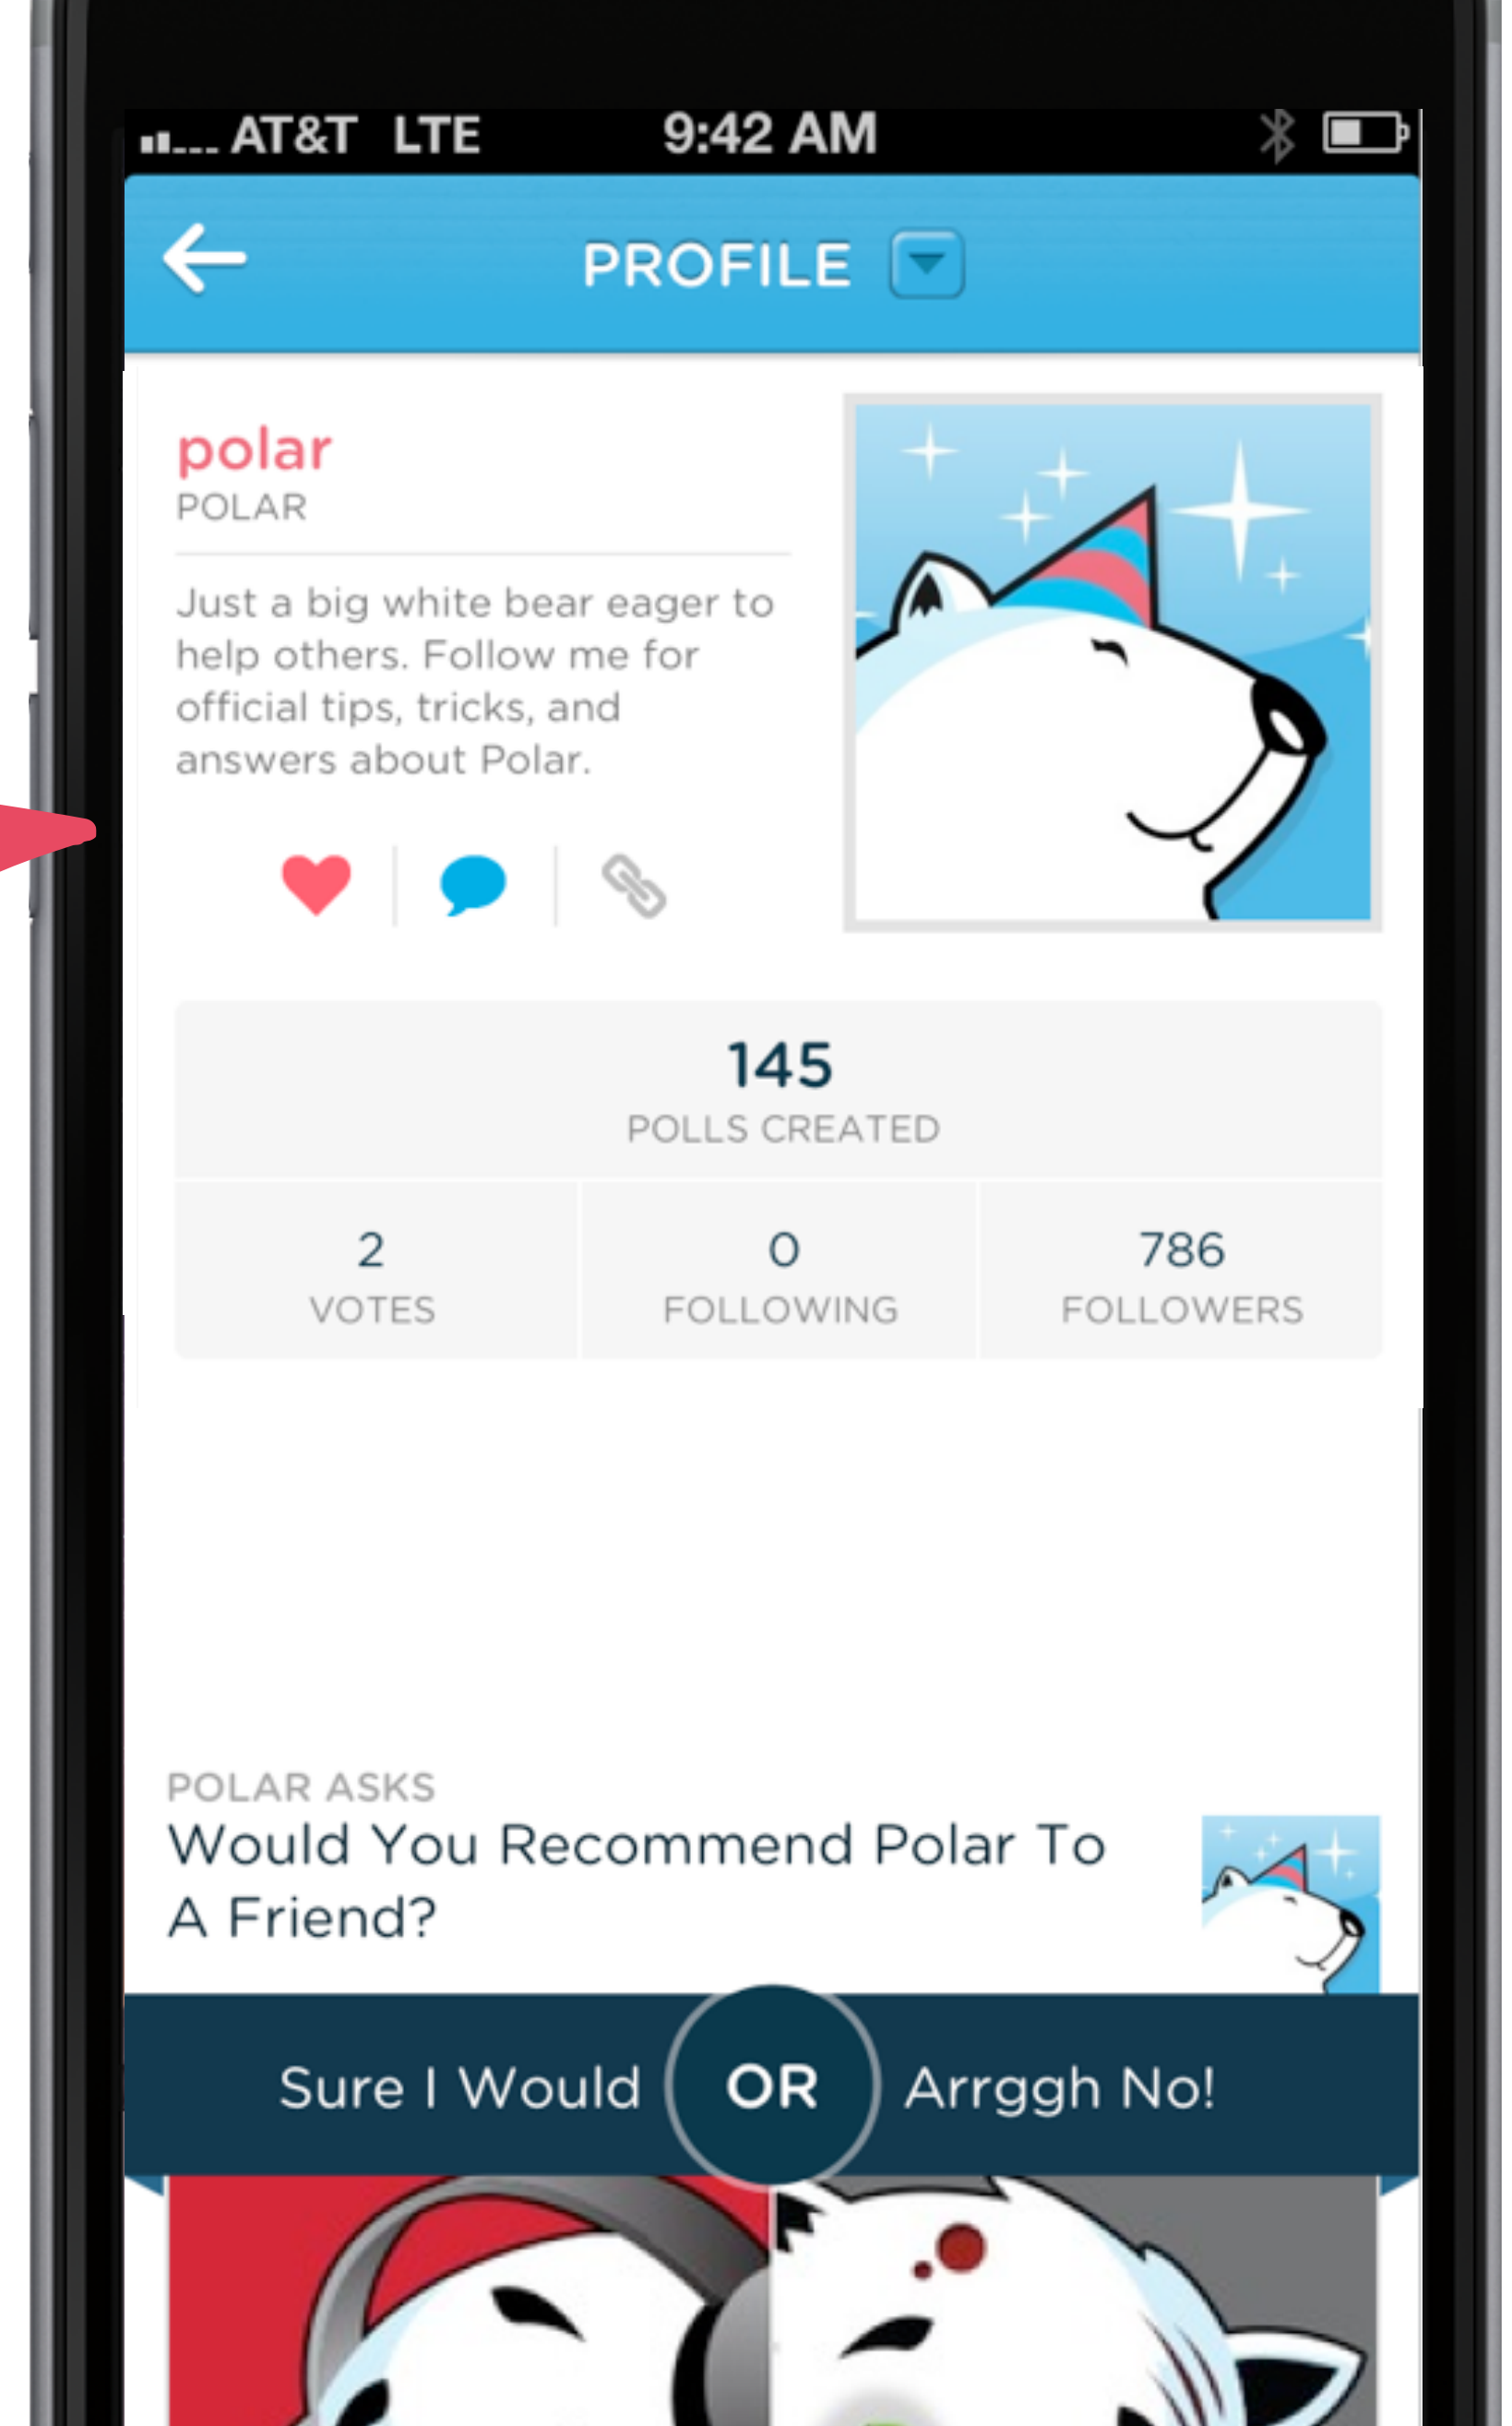 AT&T LTE 9:42 AM
PROFILE
polar
POLAR
Just a big white bear eager to
help others. Follow me for
official tips, tricks, and
answers about Polar.
145
POLLS CREATED
2 0 786
VOTES FOLLOWING FOLLOWERS
POLAR ASKS
Would You Recommend Polar To
A Friend?
Sure I Would OR Arrggh No!